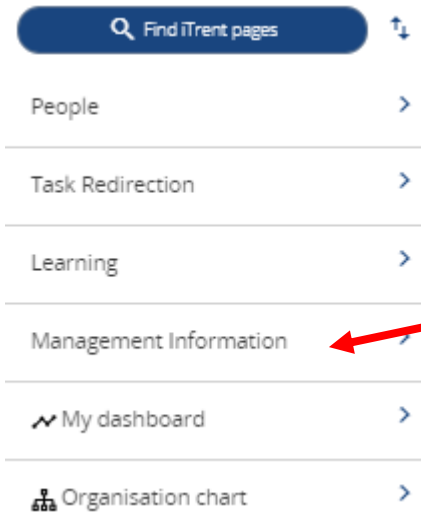 Find iTrent pages
People
Task Redirection
Learning
Management Information
My dashboard
Organisation chart